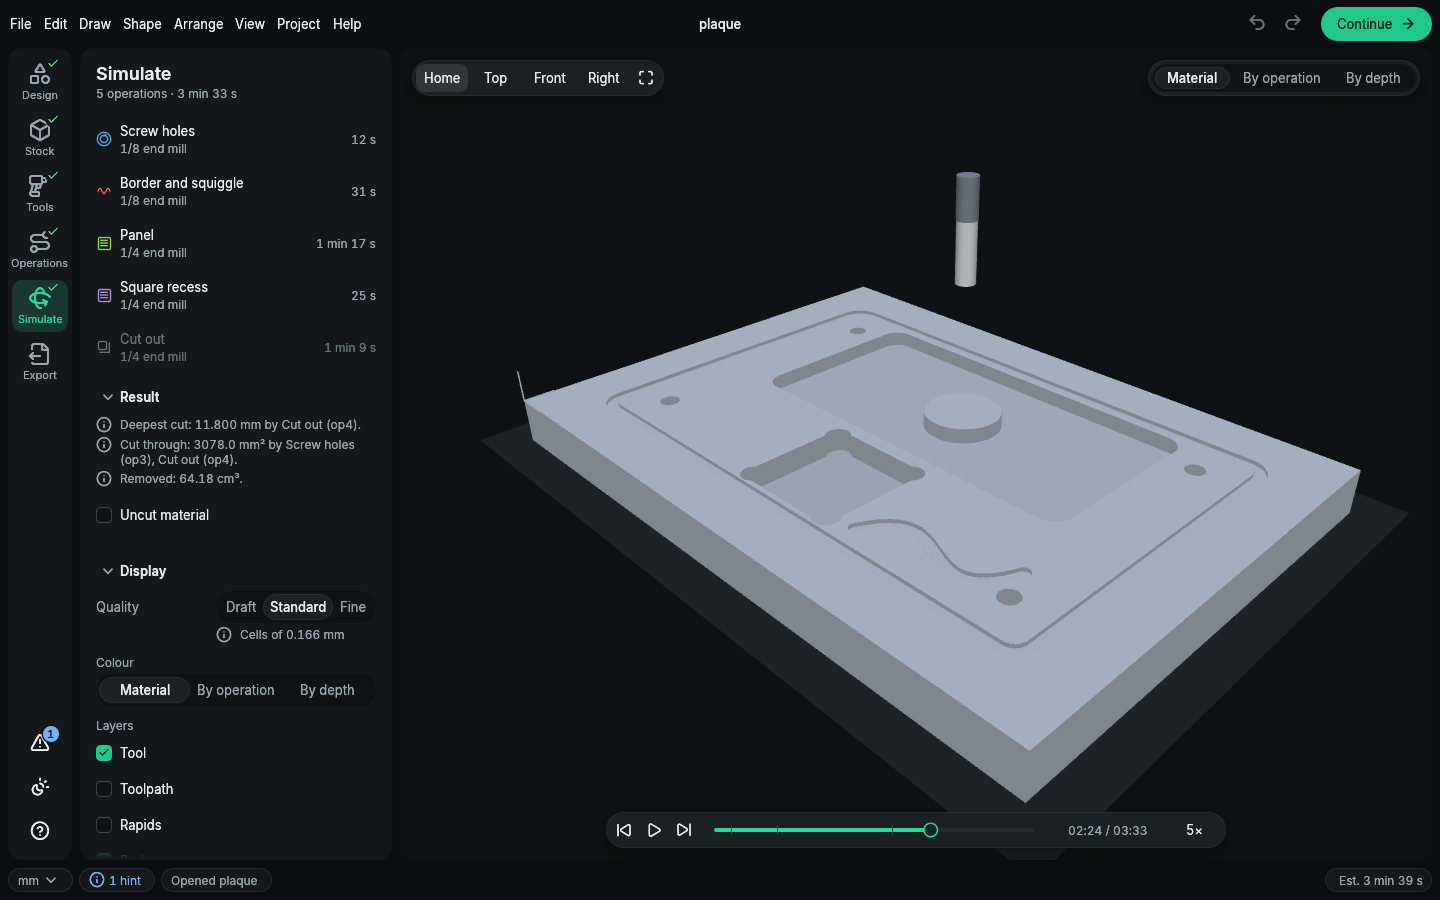 File Edit Draw Shape Arrange View Project Help
plaque
Continue
Design
Stock
Tools
Operations
Simulate
Export
1
Simulate
5 operations · 3 min 33 s
Screw holes
1/8 end mill
12 s
Border and squiggle
1/8 end mill
31 s
Panel
1/4 end mill
1 min 17 s
Square recess
1/4 end mill
25 s
Cut out
1/4 end mill
1 min 9 s
Result
Deepest cut: 11.800 mm by Cut out (op4).
Cut through: 3078.0 mm² by Screw holes
(op3), Cut out (op4).
Removed: 64.18 cm³.
Uncut material
Display
Quality
Draft Standard Fine
Cells of 0.166 mm
Colour
Material By operation By depth
Layers
Tool
Toolpath
Rapids
Home Top Front Right
Material By operation By depth
02:24 / 03:33
5×
mm
1 hint
Opened plaque
Est. 3 min 39 s